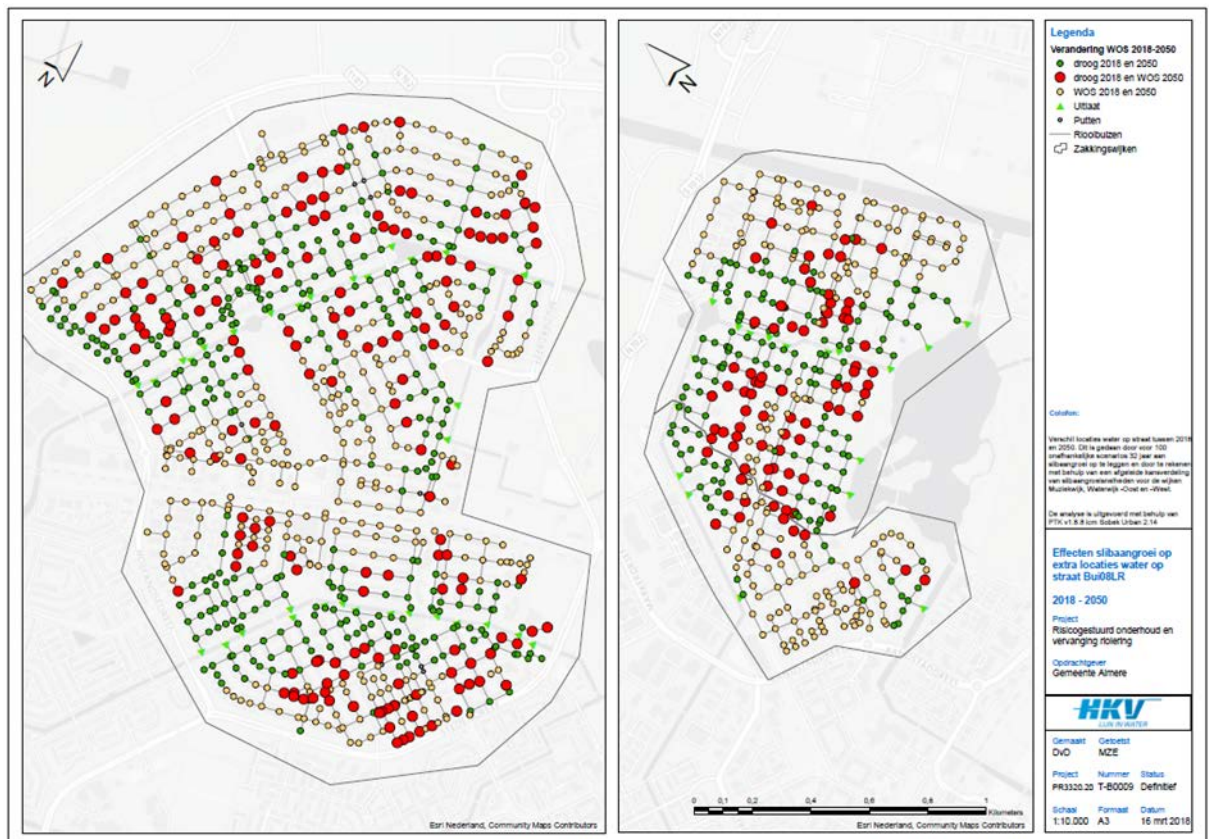 N
N
Legenda
Verandering WOS 2018-2050
droog 2018 en 2050
droog 2018 en WOS 2050
WOS 2018 en 2050
Uitlaat
Putten
Rioolbuizen
Zakkingswijken
Colofon:
Verschil locaties water op straat tussen 2018
en 2050. Dit is gedaan door voor 100
onafhankelijke scenarios 32 jaar aan
slibaangroei op te leggen en door te rekenen
met behulp van een afgeleide kansverdeling
van slibaangroeisnelheden voor de wijken
Muziekwijk, Waterwijk -Oost en -West.
De analyse is uitgevoerd met behulp van
PTK v1.8.8 icm Sobek Urban 2.14
Effecten slibaangroei op
extra locaties water op
straat Bui08LR
2018 - 2050
Project
Risicogestuurd onderhoud en
vervanging riolering
Opdrachtgever
Gemeente Almere
HKV
LIJN IN WATER
Gemaakt Getoetst
DvD MZE
Project Nummer Status
PR3320.20 T-B0009 Definitief
Schaal Formaat Datum
1:10.000 A3 16 mrt 2018
0 0,1 0,2 0,4 0,6 0,8 1
Kilometers
Esri Nederland, Community Maps Contributors
Esri Nederland, Community Maps Contributors